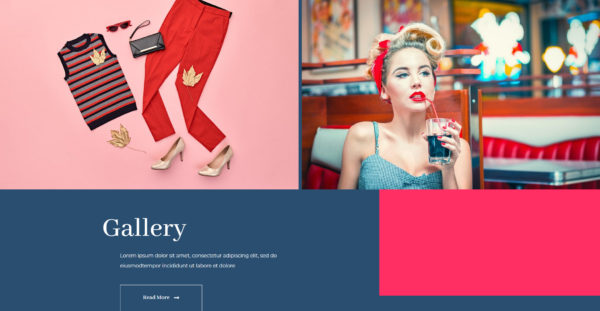 Gallery
Lorem ipsum dolor sit amet, consectetur adipiscing elit, sed do
eiusmodtempor incididunt ut labore et dolore
Read More →